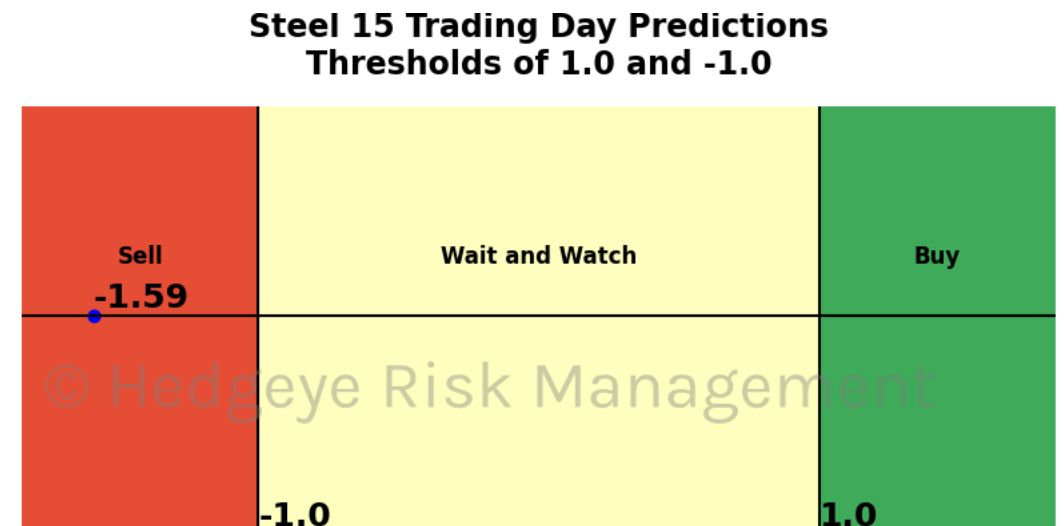 Steel 15 Trading Day Predictions
Thresholds of 1.0 and -1.0
Sell
Wait and Watch
Buy
-1.59
© Hedgeye Risk Management
-1.0
1.0